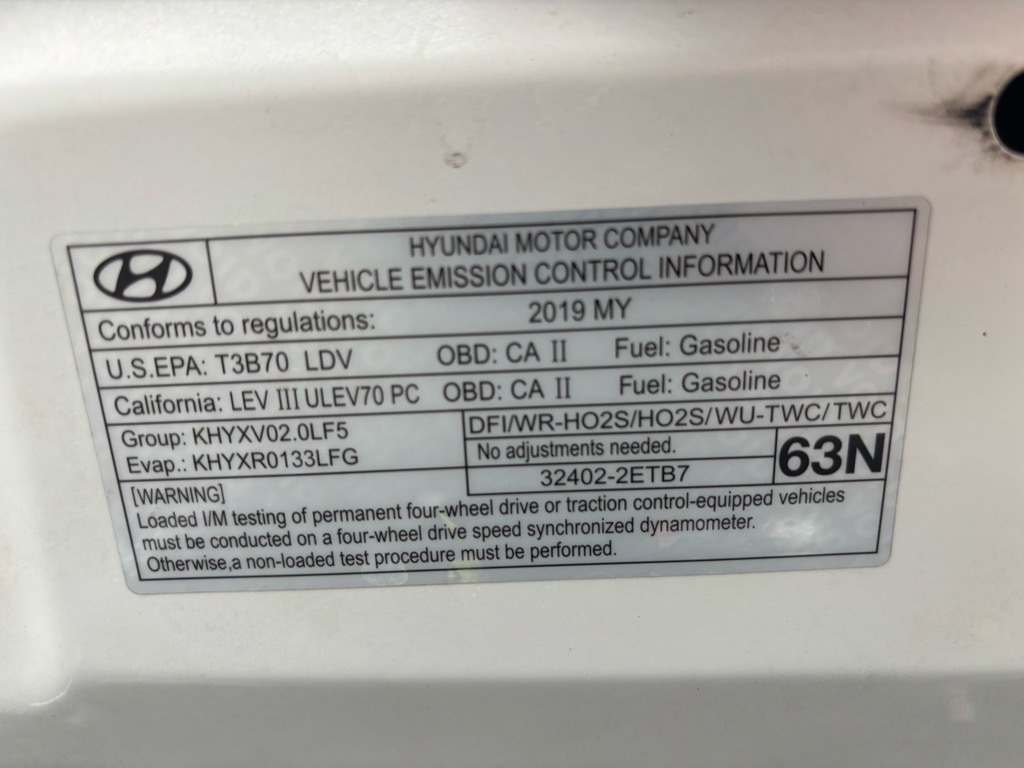 HYUNDAI MOTOR COMPANY
VEHICLE EMISSION CONTROL INFORMATION
Conforms to regulations: 2019 MY
U.S.EPA: T3B70 LDV OBD: CA II Fuel: Gasoline
California: LEV III ULEV70 PC OBD: CA II Fuel: Gasoline
Group: KHYXV02.0LF5
Evap.: KHYXR0133LFG
DFI/WR-HO2S/HO2S/WU-TWC/TWC
No adjustments needed.
32402-2ETB7
63N
[WARNING]
Loaded I/M testing of permanent four-wheel drive or traction control-equipped vehicles
must be conducted on a four-wheel drive speed synchronized dynamometer.
Otherwise,a non-loaded test procedure must be performed.